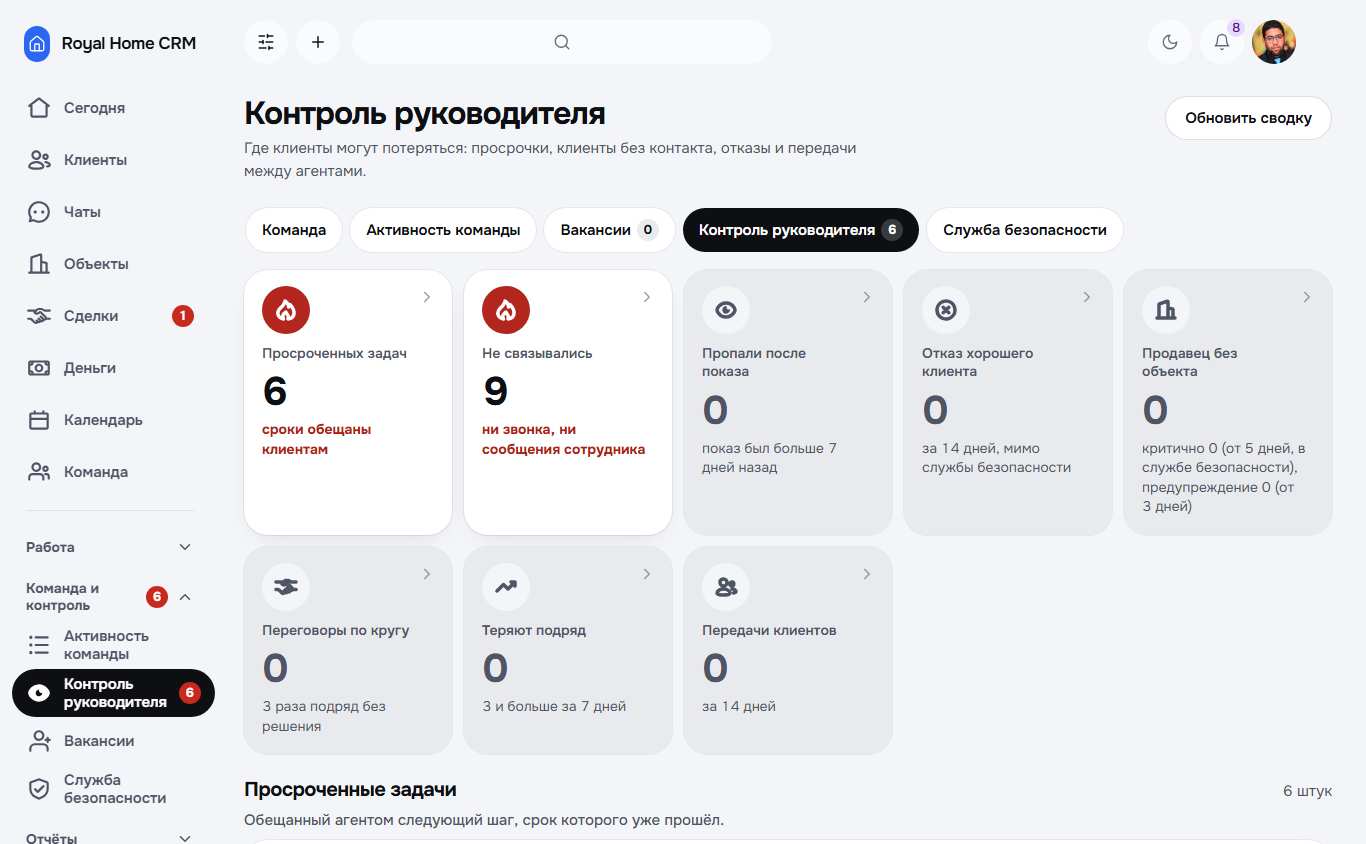 Royal Home CRM
8
Сегодня
Клиенты
Чаты
Объекты
Сделки
1
Деньги
Календарь
Команда
Работа
Команда и
контроль
6
Активность
команды
Контроль
руководителя
6
Вакансии
Служба
безопасности
Отчёты
Контроль руководителя
Где клиенты могут потеряться: просрочки, клиенты без контакта, отказы и передачи
между агентами.
Обновить сводку
Команда
Активность команды
Вакансии 0
Контроль руководителя 6
Служба безопасности
Просроченных задач
6
сроки обещаны
клиентам
Не связывались
9
ни звонка, ни
сообщения сотрудника
Пропали после
показа
0
показ был больше 7
дней назад
Отказ хорошего
клиента
0
за 14 дней, мимо
службы безопасности
Продавец без
объекта
0
критично 0 (от 5 дней, в
службе безопасности),
предупреждение 0 (от
3 дней)
Переговоры по кругу
0
3 раза подряд без
решения
Теряют подряд
0
3 и больше за 7 дней
Передачи клиентов
0
за 14 дней
Просроченные задачи
6 штук
Обещанный агентом следующий шаг, срок которого уже прошёл.